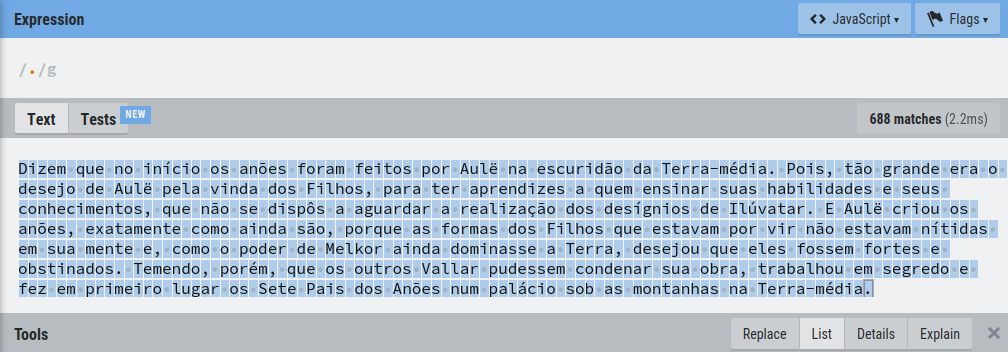 Expression
<> JavaScript ▾
Flags ▾
/./g
Text
Tests
NEW
688 matches (2.2ms)
Dizem que no início os anões foram feitos por Aulë na escuridão da Terra-média. Pois, tão grande era o
desejo de Aulë pela vinda dos Filhos, para ter aprendizes a quem ensinar suas habilidades e seus
conhecimentos, que não se dispôs a aguardar a realização dos desígnios de Ilúvatar. E Aulë criou os
anões, exatamente como ainda são, porque as formas dos Filhos que estavam por vir não estavam nítidas
em sua mente e, como o poder de Melkor ainda dominasse a Terra, desejou que eles fossem fortes e
obstinados. Temendo, porém, que os outros Vallar pudessem condenar sua obra, trabalhou em segredo e
fez em primeiro lugar os Sete Pais dos Anões num palácio sob as montanhas na Terra-média.
Tools
Replace
List
Details
Explain
×